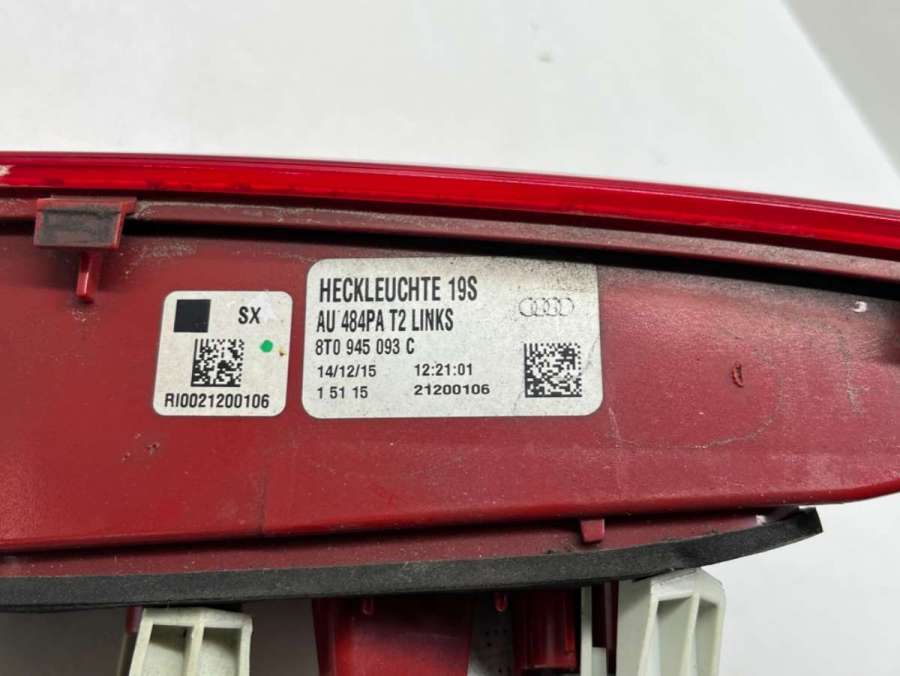 SX
RI0021200106
HECKLEUCHTE 19S
AU 484PA T2 LINKS
8T0 945 093 C
14/12/15 12:21:01
1 51 15 21200106